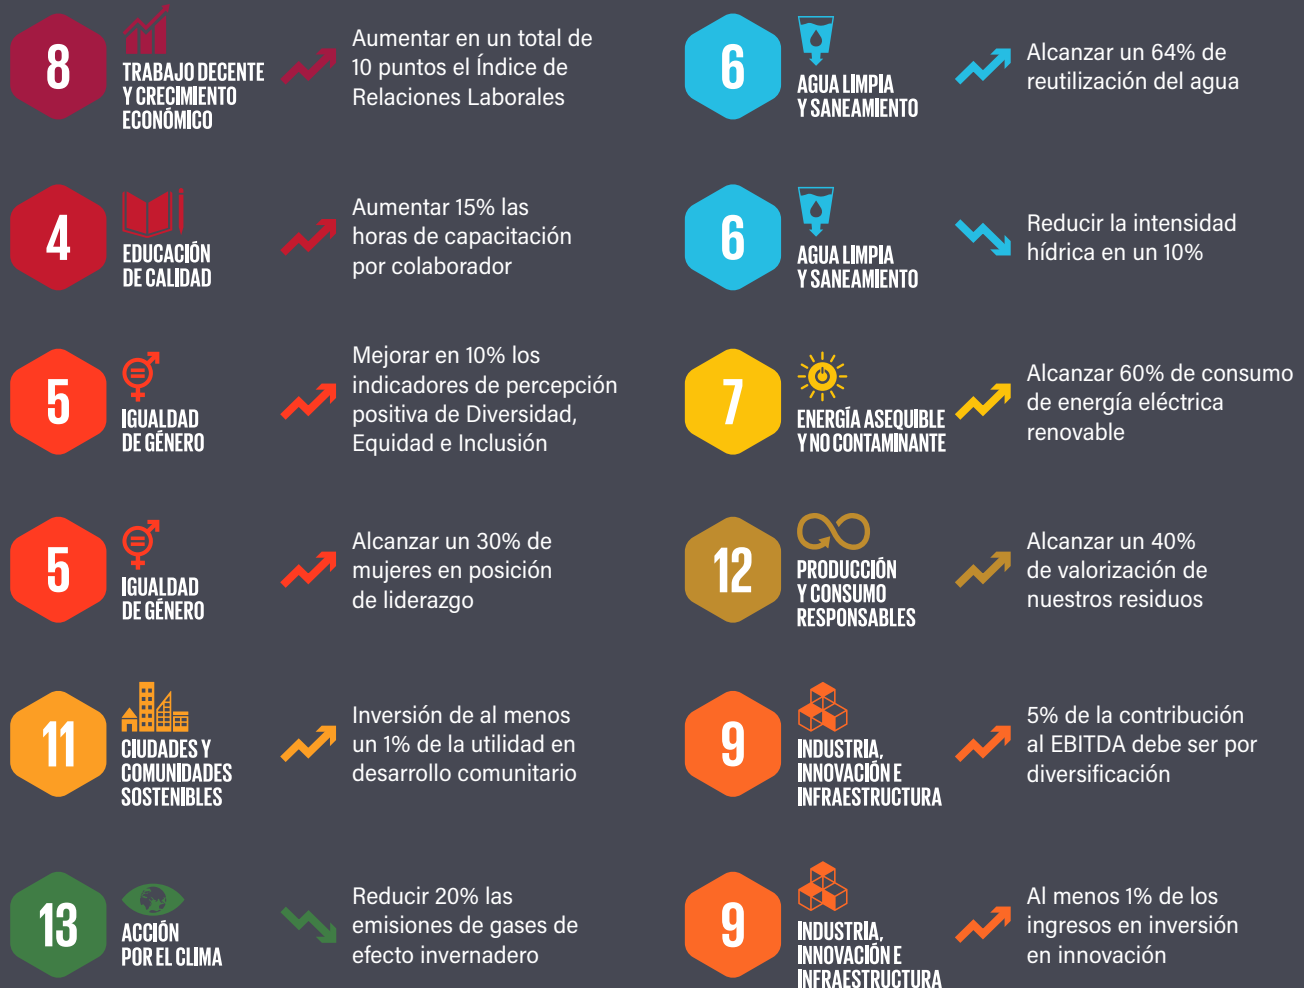 8
TRABAJO DECENTE
Y CRECIMIENTO
ECONÓMICO
Aumentar en un total de
10 puntos el Índice de
Relaciones Laborales
4
EDUCACIÓN
DE CALIDAD
Aumentar 15% las
horas de capacitación
por colaborador
5
IGUALDAD
DE GÉNERO
Mejorar en 10% los
indicadores de percepción
positiva de Diversidad,
Equidad e Inclusión
5
IGUALDAD
DE GÉNERO
Alcanzar un 30% de
mujeres en posición
de liderazgo
11
CIUDADES Y
COMUNIDADES
SOSTENIBLES
Inversión de al menos
un 1% de la utilidad en
desarrollo comunitario
13
ACCIÓN
POR EL CLIMA
Reducir 20% las
emisiones de gases de
efecto invernadero
6
AGUA LIMPIA
Y SANEAMIENTO
Alcanzar un 64% de
reutilización del agua
6
AGUA LIMPIA
Y SANEAMIENTO
Reducir la intensidad
hídrica en un 10%
7
ENERGÍA ASEQUIBLE
Y NO CONTAMINANTE
Alcanzar 60% de consumo
de energía eléctrica
renovable
12
PRODUCCIÓN
Y CONSUMO
RESPONSABLES
Alcanzar un 40%
de valorización de
nuestros residuos
9
INDUSTRIA,
INNOVACIÓN E
INFRAESTRUCTURA
5% de la contribución
al EBITDA debe ser por
diversificación
9
INDUSTRIA,
INNOVACIÓN E
INFRAESTRUCTURA
Al menos 1% de los
ingresos en inversión
en innovación